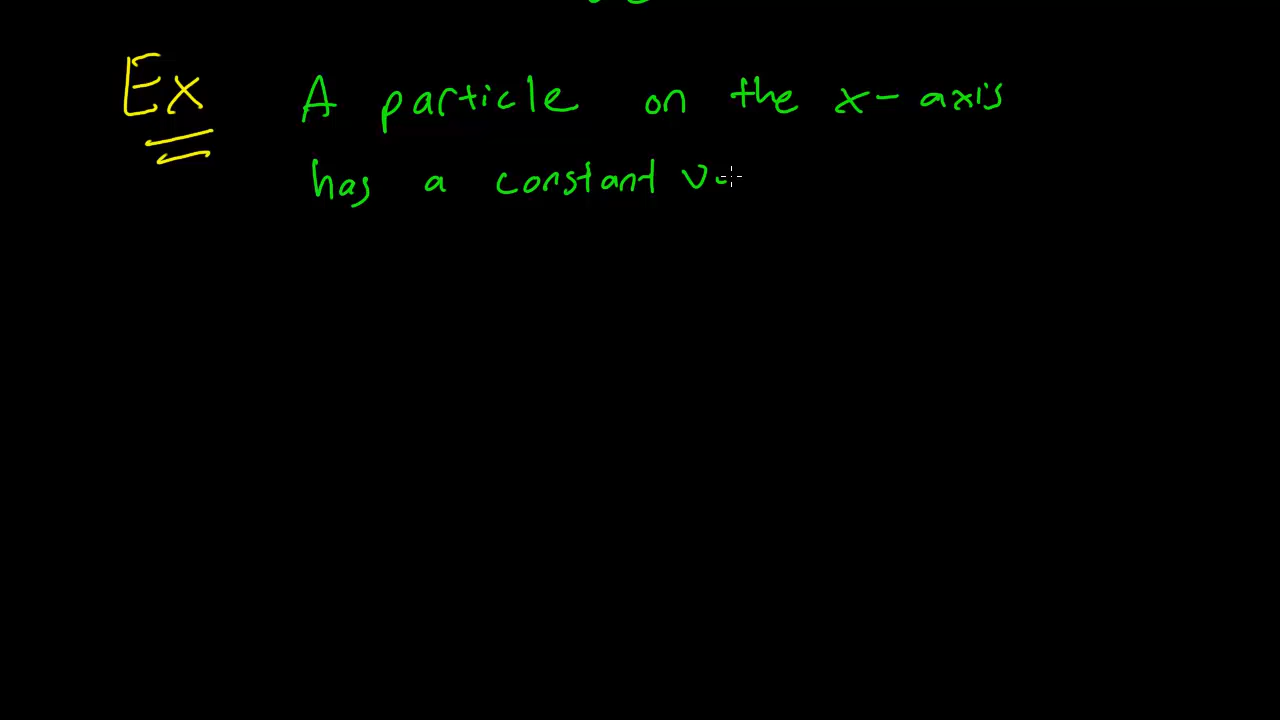 Ex A particle on the x-axis
has a constant